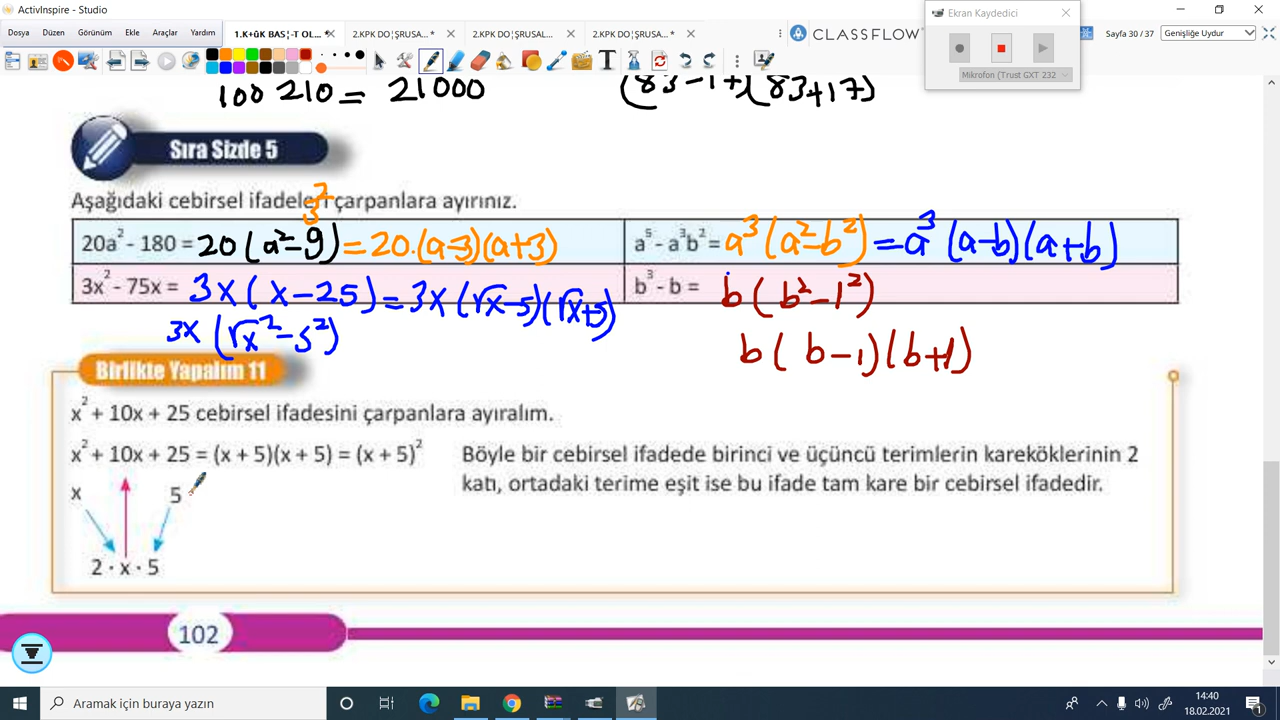 ActivInspire - Studio
Ekran Kaydedici
Dosya Düzen Görünüm Ekle Araçlar Yardım
1.K+ûK BAS¦-T OL...* 2.KPK DO¦ŞRUSA...* 2.KPK DO¦ŞRUSAL... 2.KPK DO¦ŞRUSA...*
CLASSFLOW
Sayfa 30 / 37
Genişliğe Uydur
Mikrofon (Trust GXT 232
100 210 = 21000
(83-17)(83+17)
Sıra Sizde 5
Aşağıdaki cebirsel ifadeleri çarpanlara ayırınız.
3²
20a² - 180 = 20(a²-9) = 20.(a-3)(a+3)
a⁵ - a³b² = a³(a²-b²) = a³(a-b)(a+b)
3x² - 75x = 3x(x-25) = 3x(√x-5)(√x+5)
3x(√x²-5²)
b³ - b = b(b²-1²)
b(b-1)(b+1)
Birlikte Yapalım 11
x² + 10x + 25 cebirsel ifadesini çarpanlara ayıralım.
x² + 10x + 25 = (x + 5)(x + 5) = (x + 5)²
x 5
2 · x · 5
Böyle bir cebirsel ifadede birinci ve üçüncü terimlerin kareköklerinin 2
katı, ortadaki terime eşit ise bu ifade tam kare bir cebirsel ifadedir.
102
Aramak için buraya yazın
14:40
18.02.2021
1